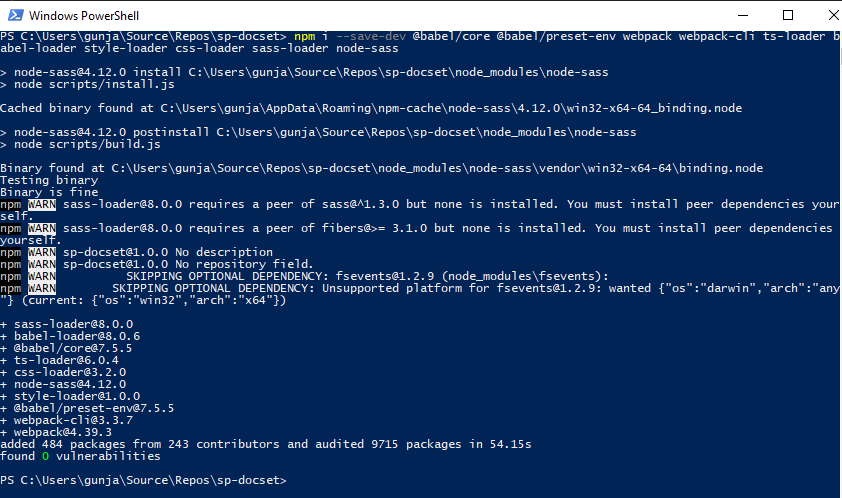 Windows PowerShell
PS C:\Users\gunja\Source\Repos\sp-docset> npm i --save-dev @babel/core @babel/preset-env webpack webpack-cli ts-loader b
abel-loader style-loader css-loader sass-loader node-sass
> node-sass@4.12.0 install C:\Users\gunja\Source\Repos\sp-docset\node_modules\node-sass
> node scripts/install.js
Cached binary found at C:\Users\gunja\AppData\Roaming\npm-cache\node-sass\4.12.0\win32-x64-64_binding.node
> node-sass@4.12.0 postinstall C:\Users\gunja\Source\Repos\sp-docset\node_modules\node-sass
> node scripts/build.js
Binary found at C:\Users\gunja\Source\Repos\sp-docset\node_modules\node-sass\vendor\win32-x64-64\binding.node
Testing binary
Binary is fine
npm WARN sass-loader@8.0.0 requires a peer of sass@^1.3.0 but none is installed. You must install peer dependencies your
self.
npm WARN sass-loader@8.0.0 requires a peer of fibers@>= 3.1.0 but none is installed. You must install peer dependencies
yourself.
npm WARN sp-docset@1.0.0 No description
npm WARN sp-docset@1.0.0 No repository field.
npm WARN SKIPPING OPTIONAL DEPENDENCY: fsevents@1.2.9 (node_modules\fsevents):
npm WARN SKIPPING OPTIONAL DEPENDENCY: Unsupported platform for fsevents@1.2.9: wanted {"os":"darwin","arch":"any
"} (current: {"os":"win32","arch":"x64"})
+ sass-loader@8.0.0
+ babel-loader@8.0.6
+ @babel/core@7.5.5
+ ts-loader@6.0.4
+ css-loader@3.2.0
+ node-sass@4.12.0
+ style-loader@1.0.0
+ @babel/preset-env@7.5.5
+ webpack-cli@3.3.7
+ webpack@4.39.3
added 484 packages from 243 contributors and audited 9715 packages in 54.15s
found 0 vulnerabilities
PS C:\Users\gunja\Source\Repos\sp-docset>